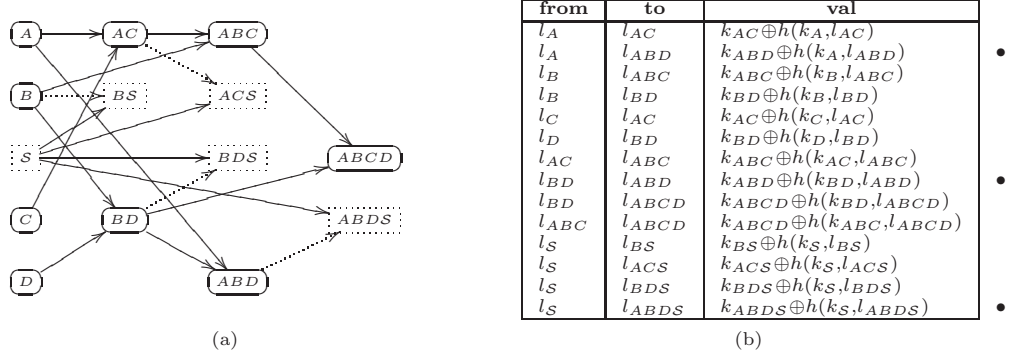 A AC ABC
B BS ACS
S BDS ABCD
C BD ABDS
D ABD
(a)
from to val
l_A l_AC k_AC⊕h(k_A,l_AC)
l_A l_ABD k_ABD⊕h(k_A,l_ABD) •
l_B l_ABC k_ABC⊕h(k_B,l_ABC)
l_B l_BD k_BD⊕h(k_B,l_BD)
l_C l_AC k_AC⊕h(k_C,l_AC)
l_D l_BD k_BD⊕h(k_D,l_BD)
l_AC l_ABC k_ABC⊕h(k_AC,l_ABC)
l_BD l_ABD k_ABD⊕h(k_BD,l_ABD) •
l_BD l_ABCD k_ABCD⊕h(k_BD,l_ABCD)
l_ABC l_ABCD k_ABCD⊕h(k_ABC,l_ABCD)
l_S l_BS k_BS⊕h(k_S,l_BS)
l_S l_ACS k_ACS⊕h(k_S,l_ACS)
l_S l_BDS k_BDS⊕h(k_S,l_BDS)
l_S l_ABDS k_ABDS⊕h(k_S,l_ABDS) •
(b)